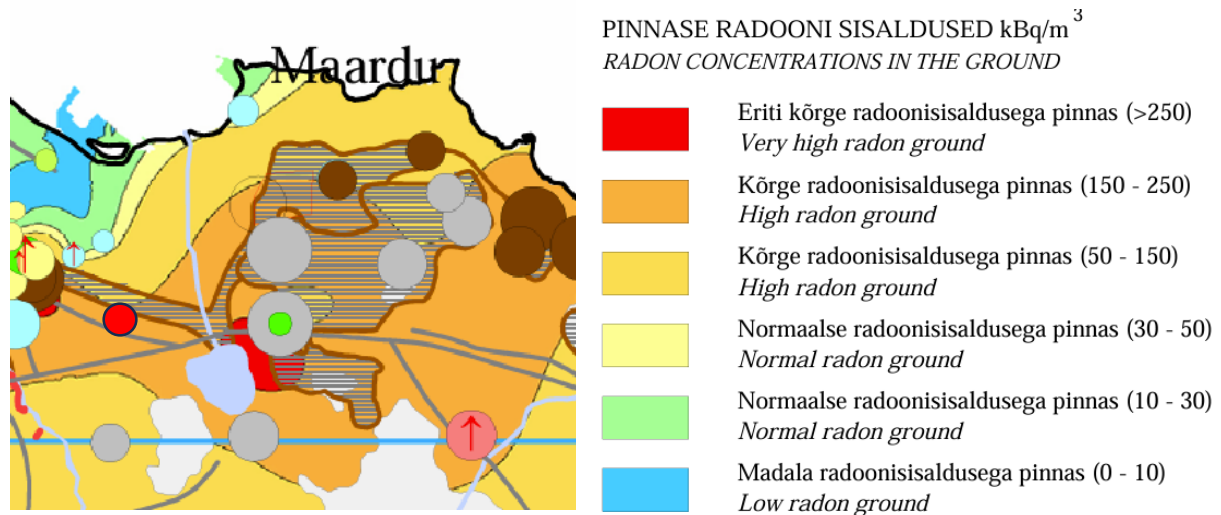 Maardu
PINNASE RADOONI SISALDUSED kBq/m³
RADON CONCENTRATIONS IN THE GROUND
Eriti kõrge radoonisisaldusega pinnas (>250)
Very high radon ground
Kõrge radoonisisaldusega pinnas (150 - 250)
High radon ground
Kõrge radoonisisaldusega pinnas (50 - 150)
High radon ground
Normaalse radoonisisaldusega pinnas (30 - 50)
Normal radon ground
Normaalse radoonisisaldusega pinnas (10 - 30)
Normal radon ground
Madala radoonisisaldusega pinnas (0 - 10)
Low radon ground